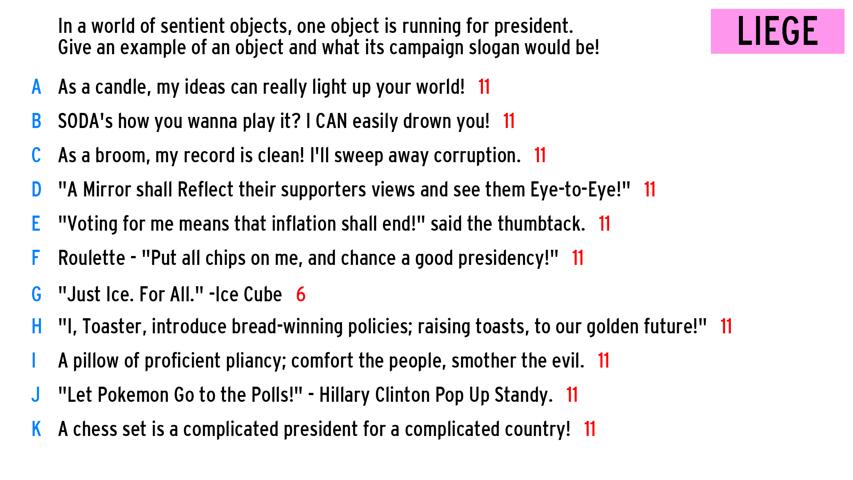 In a world of sentient objects, one object is running for president.
Give an example of an object and what its campaign slogan would be!
LIEGE
A As a candle, my ideas can really light up your world! 11
B SODA's how you wanna play it? I CAN easily drown you! 11
C As a broom, my record is clean! I'll sweep away corruption. 11
D "A Mirror shall Reflect their supporters views and see them Eye-to-Eye!" 11
E "Voting for me means that inflation shall end!" said the thumbtack. 11
F Roulette - "Put all chips on me, and chance a good presidency!" 11
G "Just Ice. For All." -Ice Cube 6
H "I, Toaster, introduce bread-winning policies; raising toasts, to our golden future!" 11
I A pillow of proficient pliancy; comfort the people, smother the evil. 11
J "Let Pokemon Go to the Polls!" - Hillary Clinton Pop Up Standy. 11
K A chess set is a complicated president for a complicated country! 11